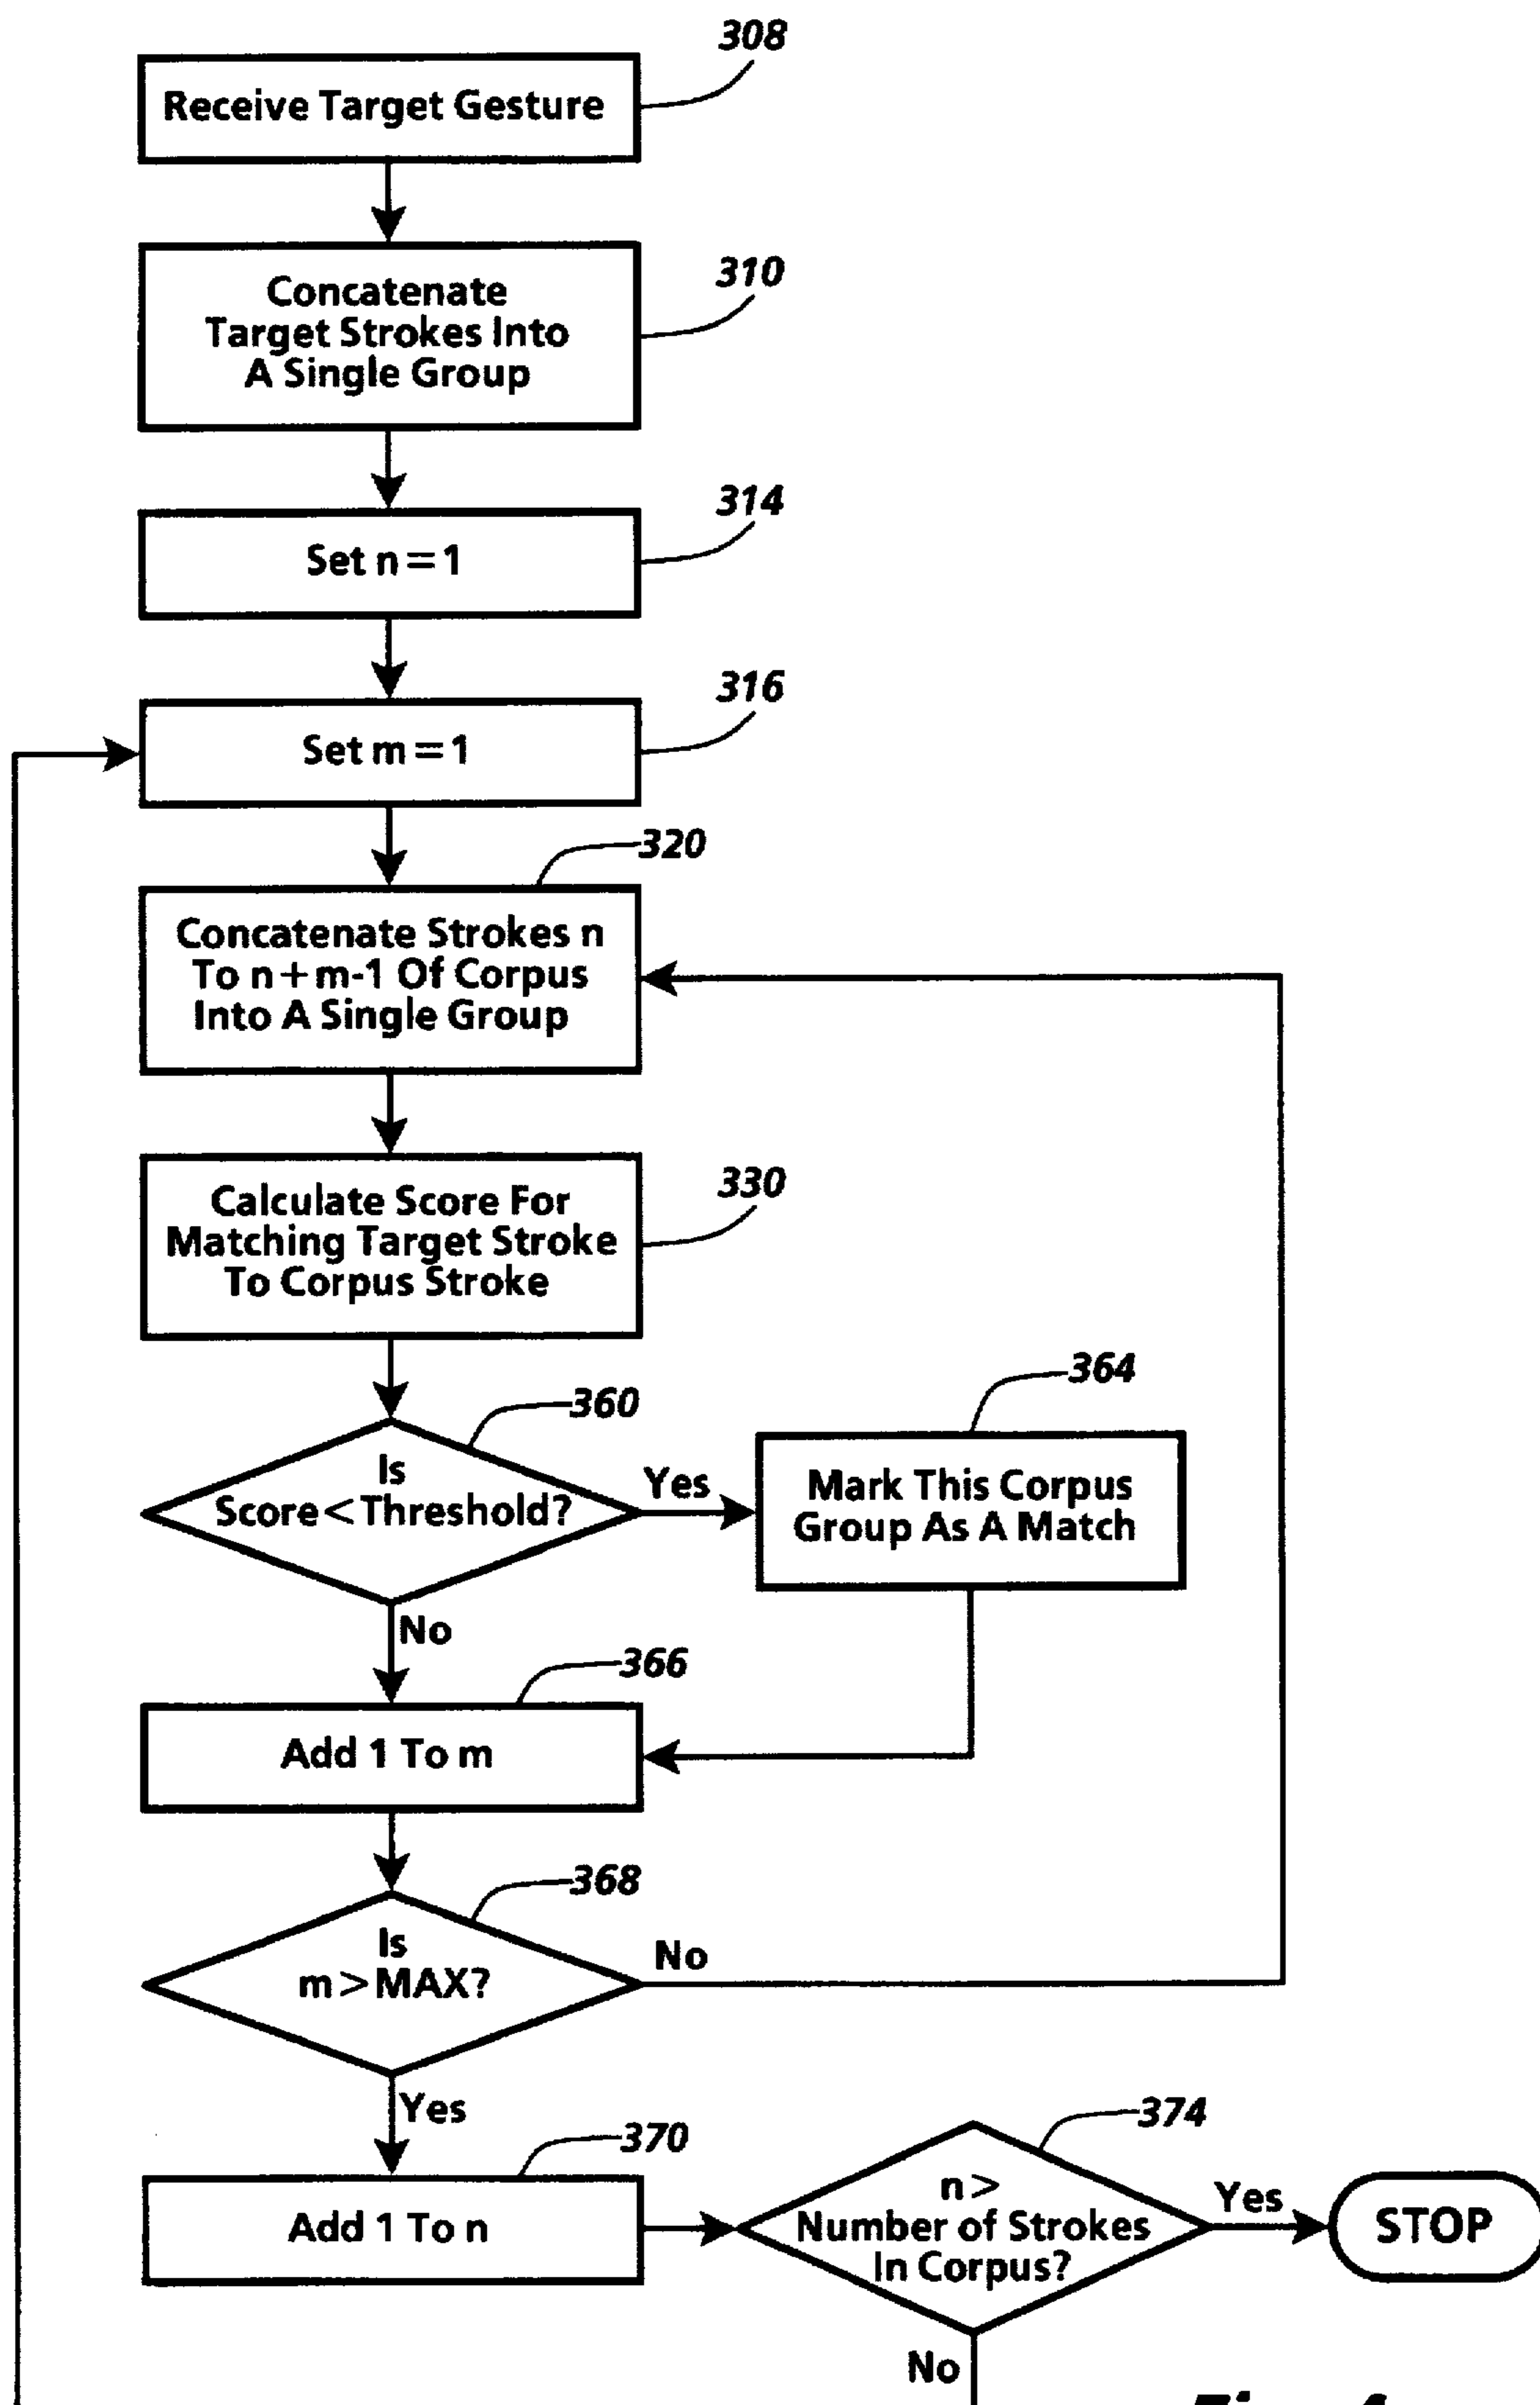 308
Receive Target Gesture
310
Concatenate
Target Strokes Into
A Single Group
314
Set n=1
316
Set m=1
320
Concatenate Strokes n
To n+m-1 Of Corpus
Into A Single Group
330
Calculate Score For
Matching Target Stroke
To Corpus Stroke
360
Is
Score<Threshold?
Yes
364
Mark This Corpus
Group As A Match
No
366
Add 1 To m
368
Is
m>MAX?
No
Yes
370
Add 1 To n
374
n>
Number of Strokes
In Corpus?
Yes
STOP
No